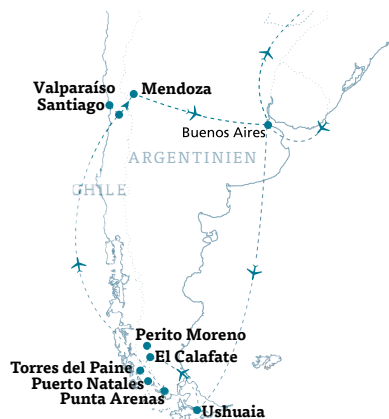 Valparaíso
Mendoza
Santiago
Buenos Aires
ARGENTINIEN
CHILE
Perito Moreno
El Calafate
Torres del Paine
Puerto Natales
Punta Arenas
Ushuaia